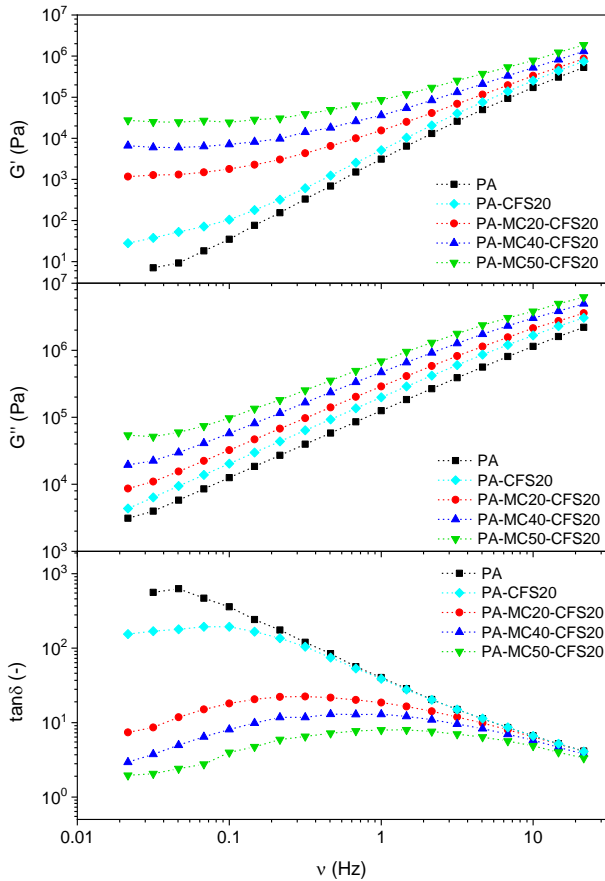 10^7
10^6
10^5
10^4
10^3
10^2
10^1
G' (Pa)
PA
PA-CFS20
PA-MC20-CFS20
PA-MC40-CFS20
PA-MC50-CFS20
10^7
10^6
10^5
10^4
10^3
G'' (Pa)
PA
PA-CFS20
PA-MC20-CFS20
PA-MC40-CFS20
PA-MC50-CFS20
10^3
10^2
10^1
10^0
tanδ (-)
PA
PA-CFS20
PA-MC20-CFS20
PA-MC40-CFS20
PA-MC50-CFS20
0.01 0.1 1 10
ν (Hz)